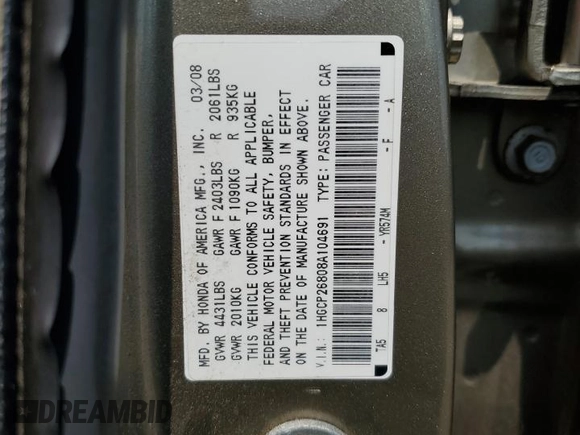 MFD. BY HONDA OF AMERICA MFG., INC. 03/08
GVWR 4431LBS GAWR F 2403LBS R 2061LBS
GVWR 2010KG GAWR F 1090KG R 935KG
THIS VEHICLE CONFORMS TO ALL APPLICABLE
FEDERAL MOTOR VEHICLE SAFETY, BUMPER,
AND THEFT PREVENTION STANDARDS IN EFFECT
ON THE DATE OF MANUFACTURE SHOWN ABOVE.
V.I.N.: 1HGCP26808A104691 TYPE: PASSENGER CAR
TA5 8 LH5 -YR574M -F -A
DREAMBID